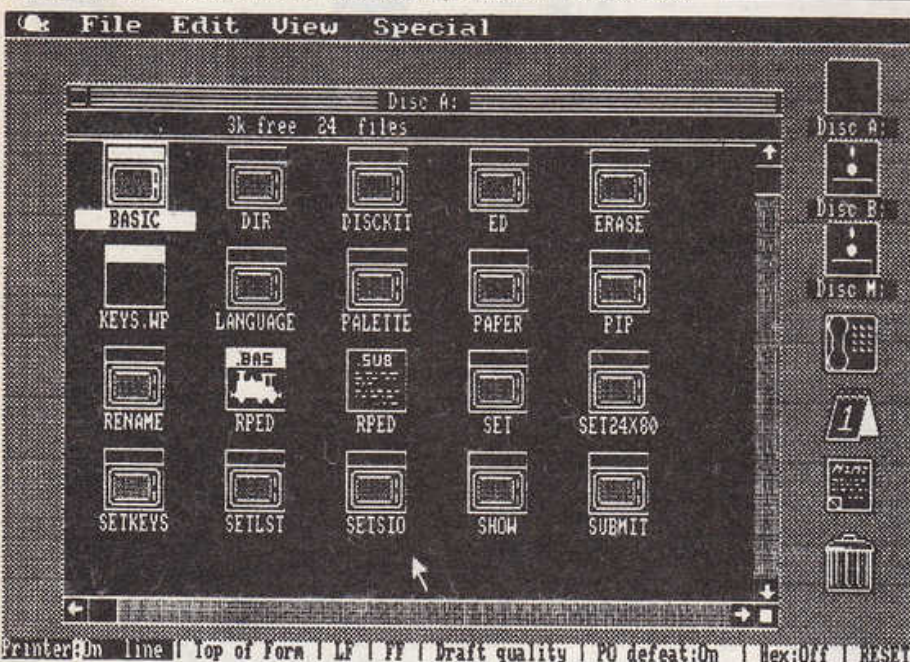 File Edit View Special
Disc A:
3k free 24 files
BASIC DIR DISCKIT ED ERASE
KEYS.WP LANGUAGE PALETTE PAPER PIP
.BAS .SUB
RENAME RPED RPED SET SET24X80
SETKEYS SETLST SETSIO SHOW SUBMIT
Disc A:
Disc B:
Disc M:
1
Printer:On line | Top of Form | LF | FF | Draft quality | PO defeat:On | Hex:Off | RESET